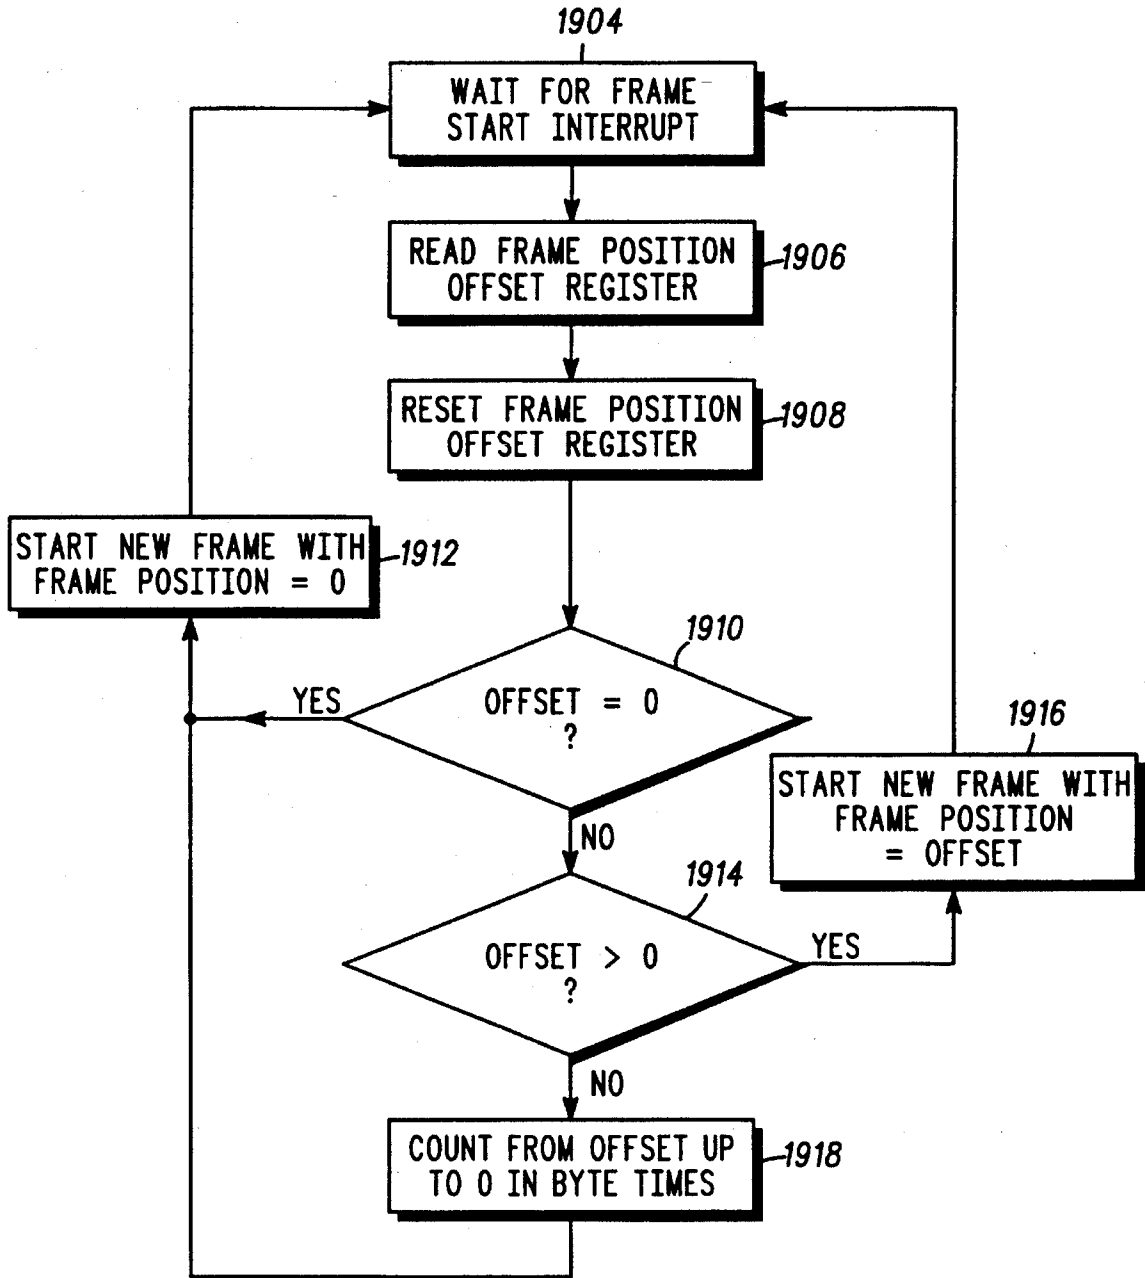 1904
WAIT FOR FRAME
START INTERRUPT
READ FRAME POSITION
OFFSET REGISTER
1906
RESET FRAME POSITION
OFFSET REGISTER
1908
START NEW FRAME WITH
FRAME POSITION = 0
1912
1910
OFFSET = 0
?
YES
NO
1916
START NEW FRAME WITH
FRAME POSITION
= OFFSET
1914
OFFSET > 0
?
YES
NO
COUNT FROM OFFSET UP
TO 0 IN BYTE TIMES
1918